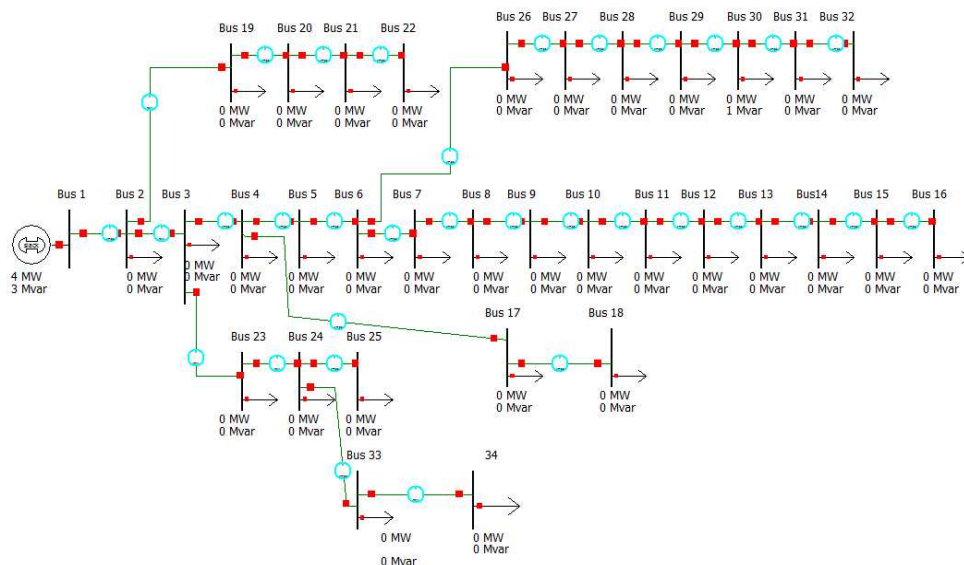 Bus 19 Bus 20 Bus 21 Bus 22
0 MW 0 MW 0 MW 0 MW
0 Mvar 0 Mvar 0 Mvar 0 Mvar
Bus 26 Bus 27 Bus 28 Bus 29 Bus 30 Bus 31 Bus 32
0 MW 0 MW 0 MW 0 MW 0 MW 0 MW 0 MW
0 Mvar 0 Mvar 0 Mvar 0 Mvar 1 Mvar 0 Mvar 0 Mvar
Bus 1 Bus 2 Bus 3 Bus 4 Bus 5 Bus 6 Bus 7 Bus 8 Bus 9 Bus 10 Bus 11 Bus 12 Bus 13 Bus14 Bus 15 Bus 16
4 MW 0 MW 0 MW 0 MW 0 MW 0 MW 0 MW 0 MW 0 MW 0 MW 0 MW 0 MW 0 MW 0 MW 0 MW 0 MW
3 Mvar 0 Mvar 0 Mvar 0 Mvar 0 Mvar 0 Mvar 0 Mvar 0 Mvar 0 Mvar 0 Mvar 0 Mvar 0 Mvar 0 Mvar 0 Mvar 0 Mvar 0 Mvar
Bus 17 Bus 18
0 MW 0 MW
0 Mvar 0 Mvar
Bus 23 Bus 24 Bus 25
0 MW 0 MW 0 MW
0 Mvar 0 Mvar 0 Mvar
Bus 33 34
0 MW 0 MW
0 Mvar 0 Mvar